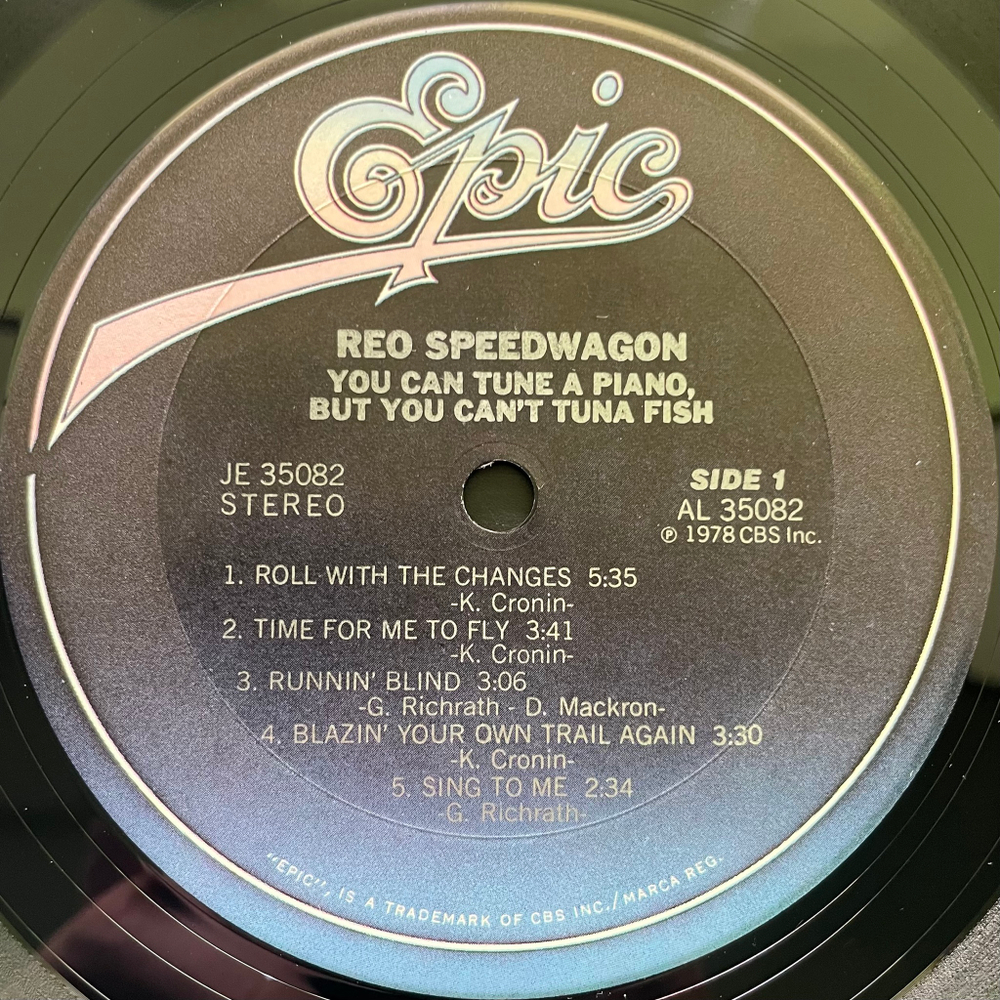 Epic
REO SPEEDWAGON
YOU CAN TUNE A PIANO,
BUT YOU CAN'T TUNA FISH
JE 35082
STEREO
SIDE 1
AL 35082
℗ 1978 CBS Inc.
1. ROLL WITH THE CHANGES 5:35
-K. Cronin-
2. TIME FOR ME TO FLY 3:41
-K. Cronin-
3. RUNNIN' BLIND 3:06
-G. Richrath - D. Mackron-
4. BLAZIN' YOUR OWN TRAIL AGAIN 3:30
-K. Cronin-
5. SING TO ME 2:34
-G. Richrath-
"EPIC", IS A TRADEMARK OF CBS INC./MARCA REG.